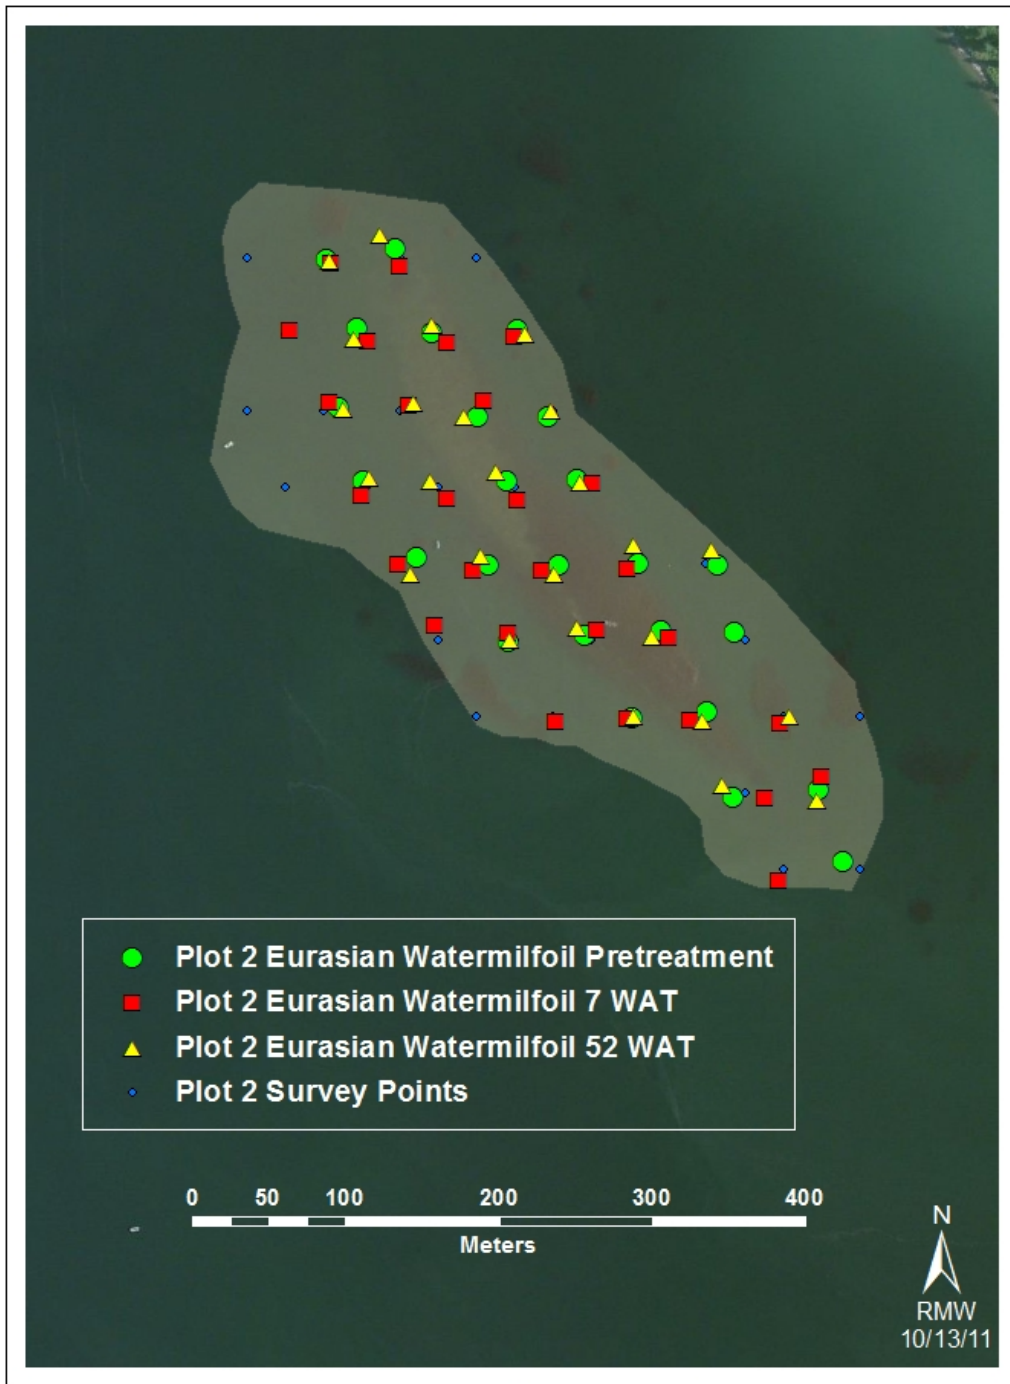 Plot 2 Eurasian Watermilfoil Pretreatment
Plot 2 Eurasian Watermilfoil 7 WAT
Plot 2 Eurasian Watermilfoil 52 WAT
Plot 2 Survey Points
0 50 100 200 300 400
Meters
N
RMW
10/13/11